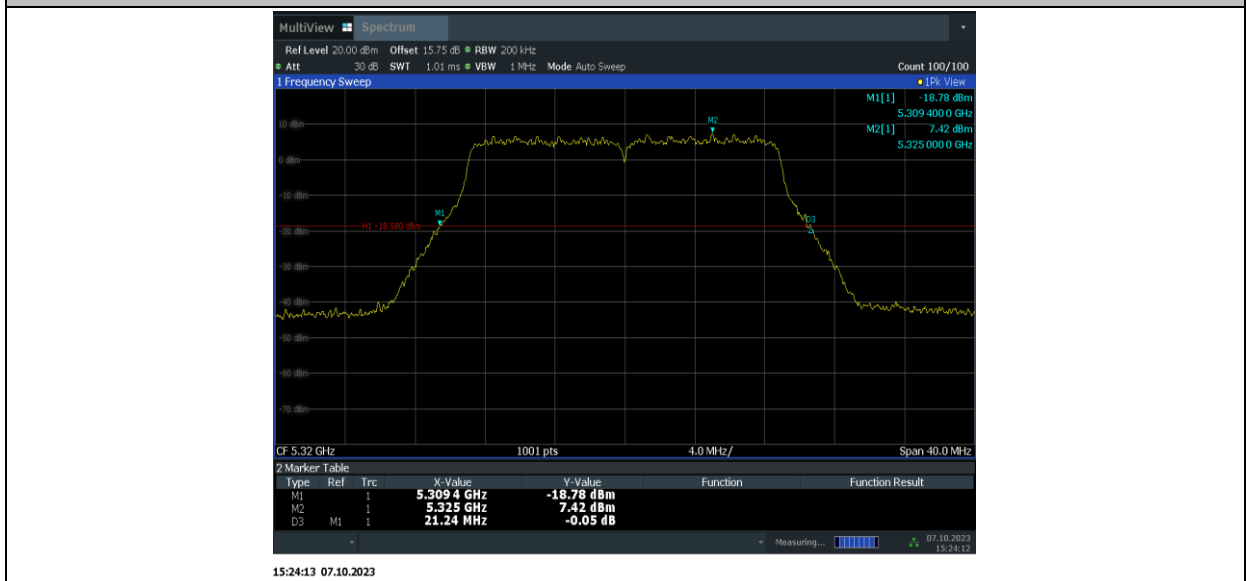 MultiView Spectrum
Ref Level 20.00 dBm Offset 15.75 dB RBW 200 kHz
Att 30 dB SWT 1.01 ms VBW 1 MHz Mode Auto Sweep Count 100/100
1 Frequency Sweep 1Pk View
M1[1] -18.78 dBm
5.309 400 0 GHz
M2[1] 7.42 dBm
5.325 000 0 GHz
M2
10 dBm
0 dBm
-10 dBm
M1
D3
H1 -18.580 dBm
-20 dBm
-30 dBm
-40 dBm
-50 dBm
-60 dBm
-70 dBm
CF 5.32 GHz 1001 pts 4.0 MHz/ Span 40.0 MHz
2 Marker Table
Type Ref Trc X-Value Y-Value Function Function Result
M1 1 5.309 4 GHz -18.78 dBm
M2 1 5.325 GHz 7.42 dBm
D3 M1 1 21.24 MHz -0.05 dB
Measuring... 07.10.2023
15:24:12
15:24:13 07.10.2023